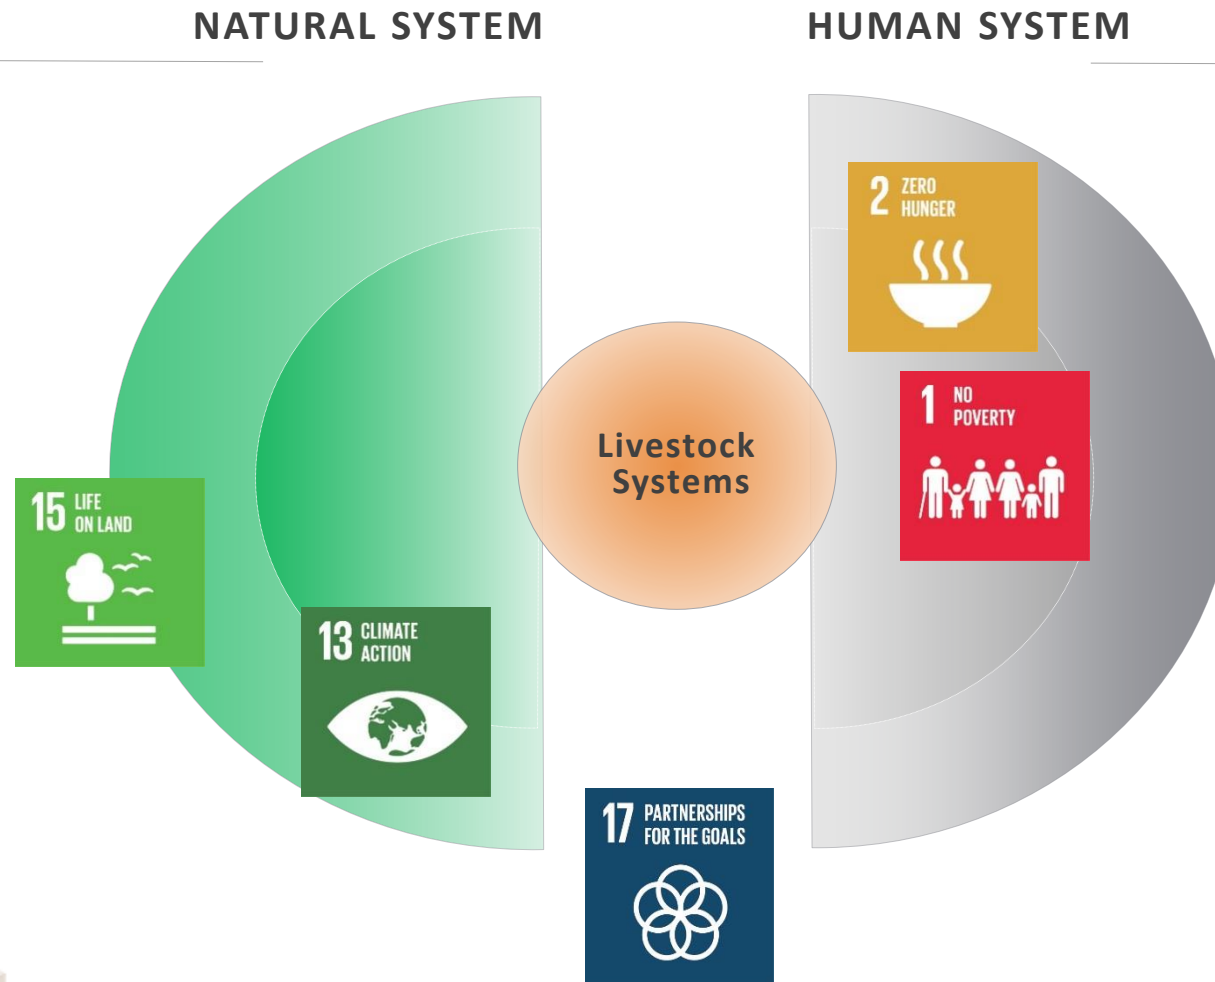 NATURAL SYSTEM
HUMAN SYSTEM
2 ZERO
HUNGER
1 NO
POVERTY
Livestock
Systems
15 LIFE
ON LAND
13 CLIMATE
ACTION
17 PARTNERSHIPS
FOR THE GOALS